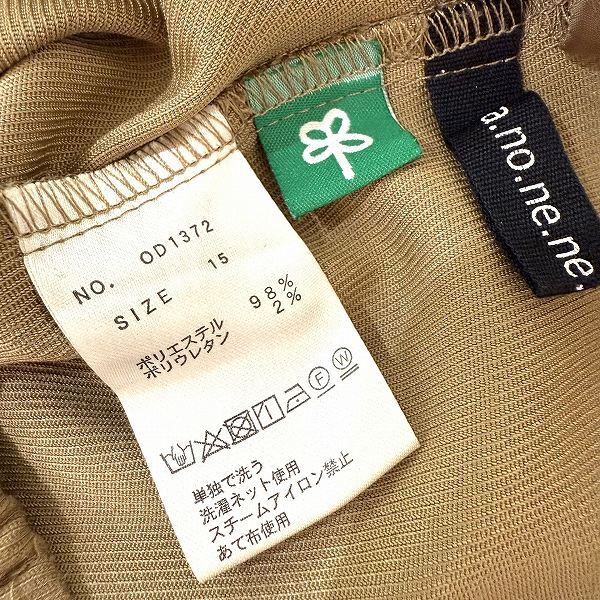 NO. OD1372
SIZE 15
ポリエステル 98%
ポリウレタン 2%
F W
単独で洗う
洗濯ネット使用
スチームアイロン禁止
あて布使用
a.no.ne.ne.